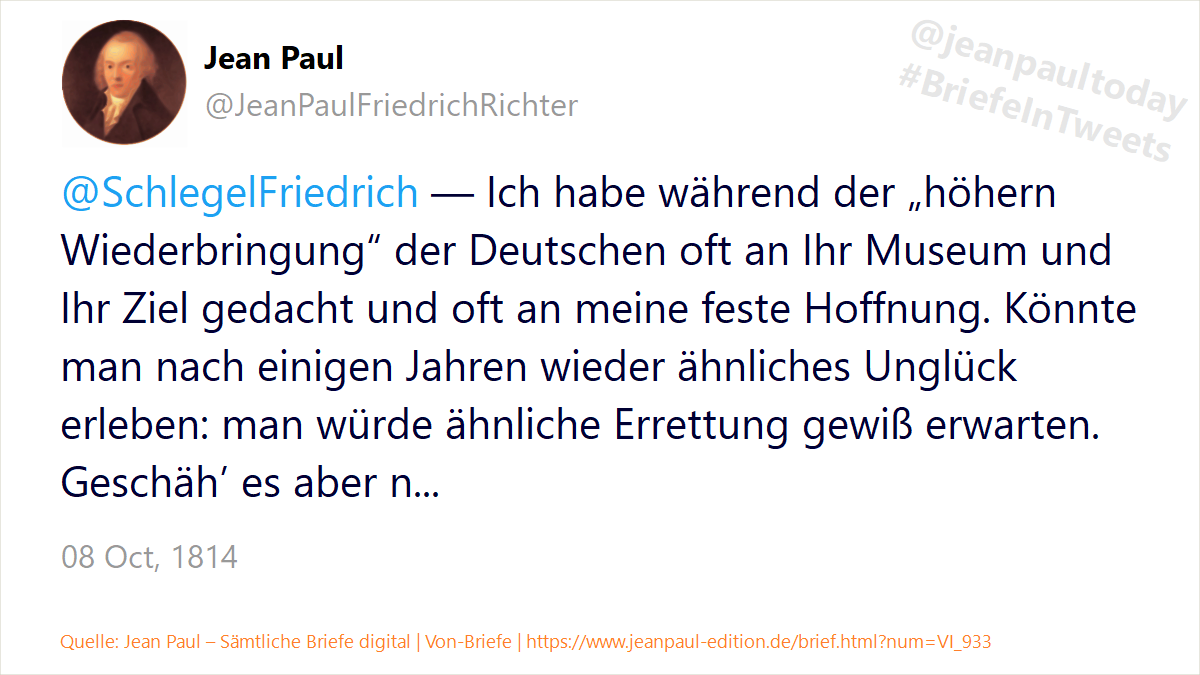 Jean Paul
@JeanPaulFriedrichRichter
@jeanpaultoday
#BriefeInTweets
@SchlegelFriedrich — Ich habe während der „höhern
Wiederbringung“ der Deutschen oft an Ihr Museum und
Ihr Ziel gedacht und oft an meine feste Hoffnung. Könnte
man nach einigen Jahren wieder ähnliches Unglück
erleben: man würde ähnliche Errettung gewiß erwarten.
Geschäh’ es aber n...
08 Oct, 1814
Quelle: Jean Paul – Sämtliche Briefe digital | Von-Briefe | https://www.jeanpaul-edition.de/brief.html?num=VI_933